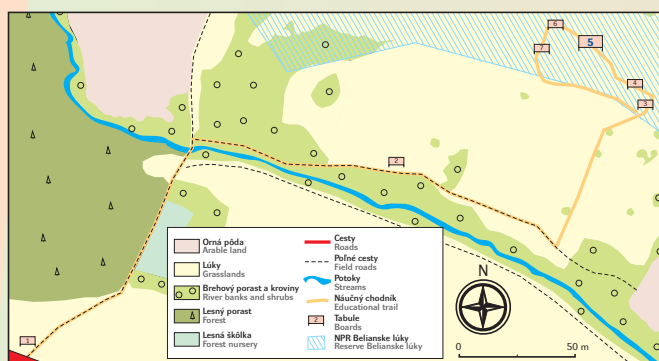 6
5
7
4
3
2
1
Orná pôda
Arable land
Lúky
Grasslands
Brehový porast a kroviny
River banks and shrubs
Lesný porast
Forest
Lesná škôlka
Forest nursery
Cesty
Roads
Poľné cesty
Field roads
Potoky
Streams
Náučný chodník
Educational trail
2
Tabule
Boards
NPR Belianske lúky
Reserve Belianske lúky
N
0
50 m